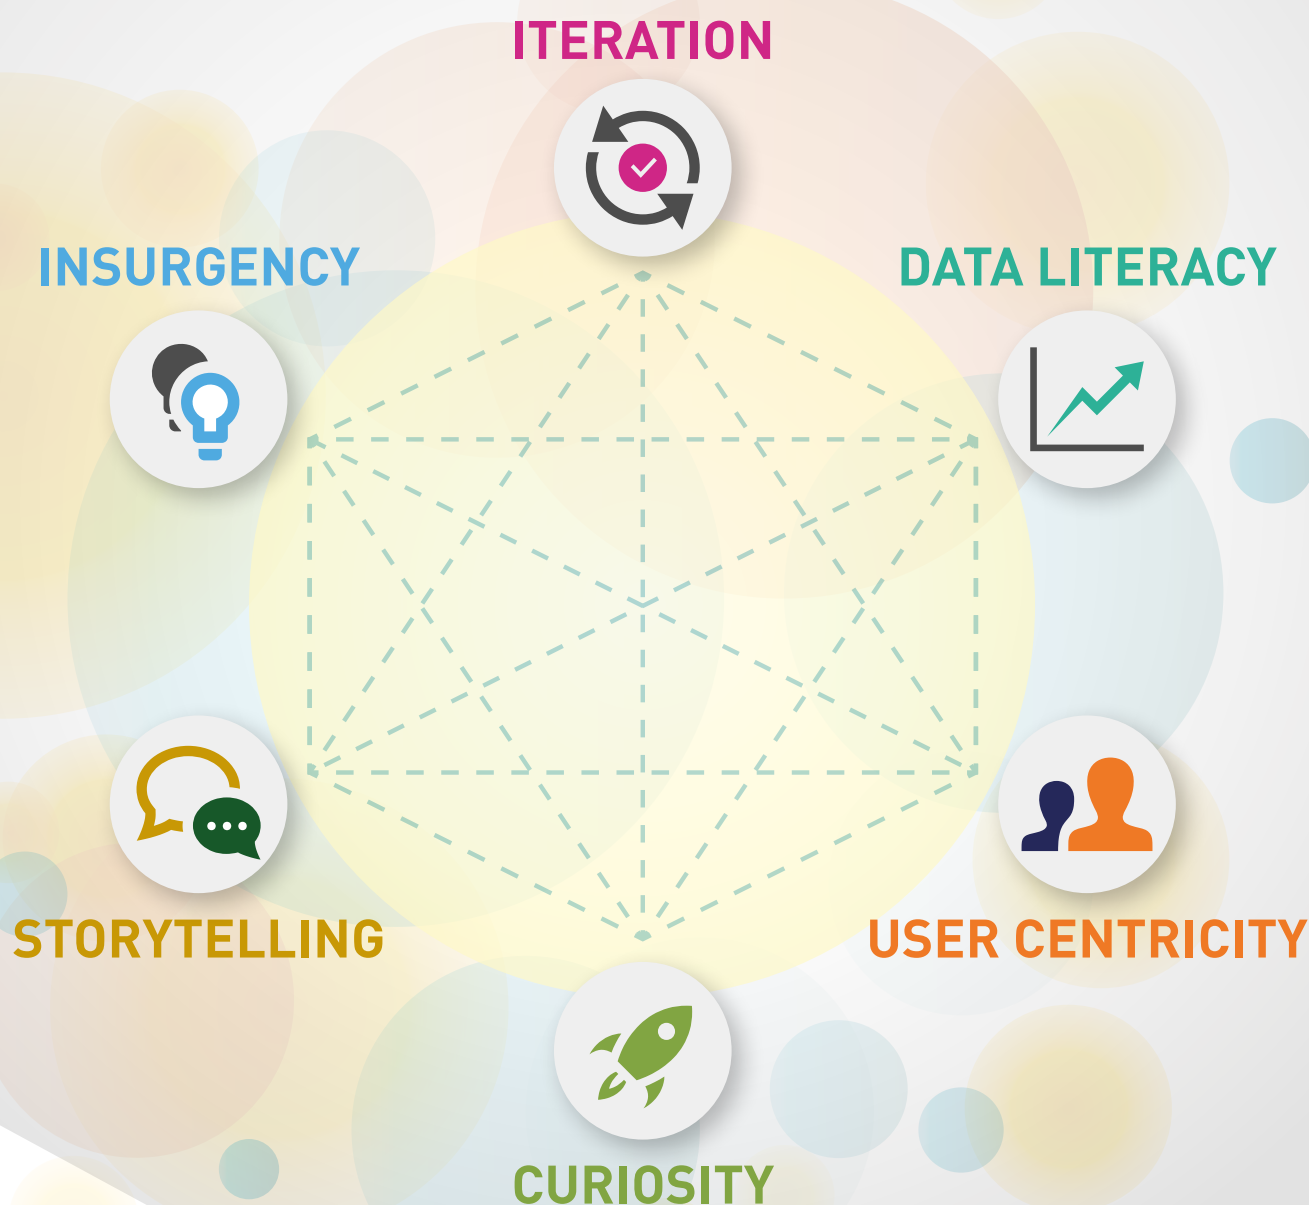 ITERATION
INSURGENCY
DATA LITERACY
STORYTELLING
USER CENTRICITY
CURIOSITY